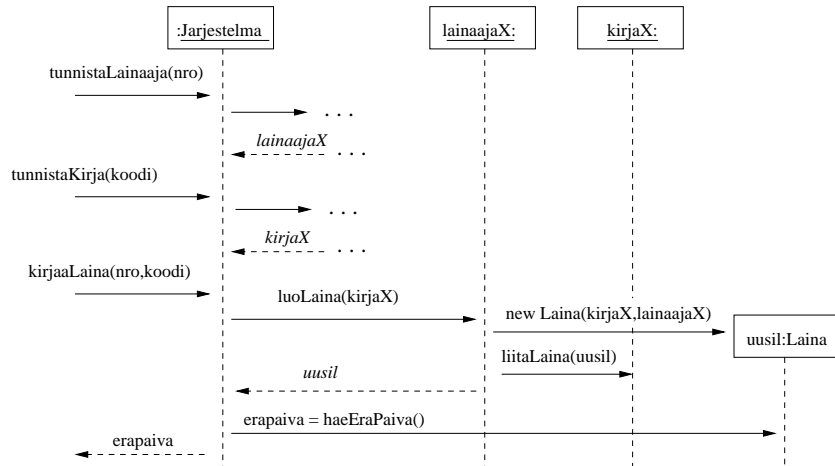 :Jarjestelma
lainaajaX:
kirjaX:
tunnistaLainaaja(nro)
. . .
lainaajaX
. . .
tunnistaKirja(koodi)
. . .
kirjaX
. . .
kirjaaLaina(nro,koodi)
luoLaina(kirjaX)
new Laina(kirjaX,lainaajaX)
uusil:Laina
liitaLaina(uusil)
uusil
erapaiva = haeEraPaiva()
erapaiva